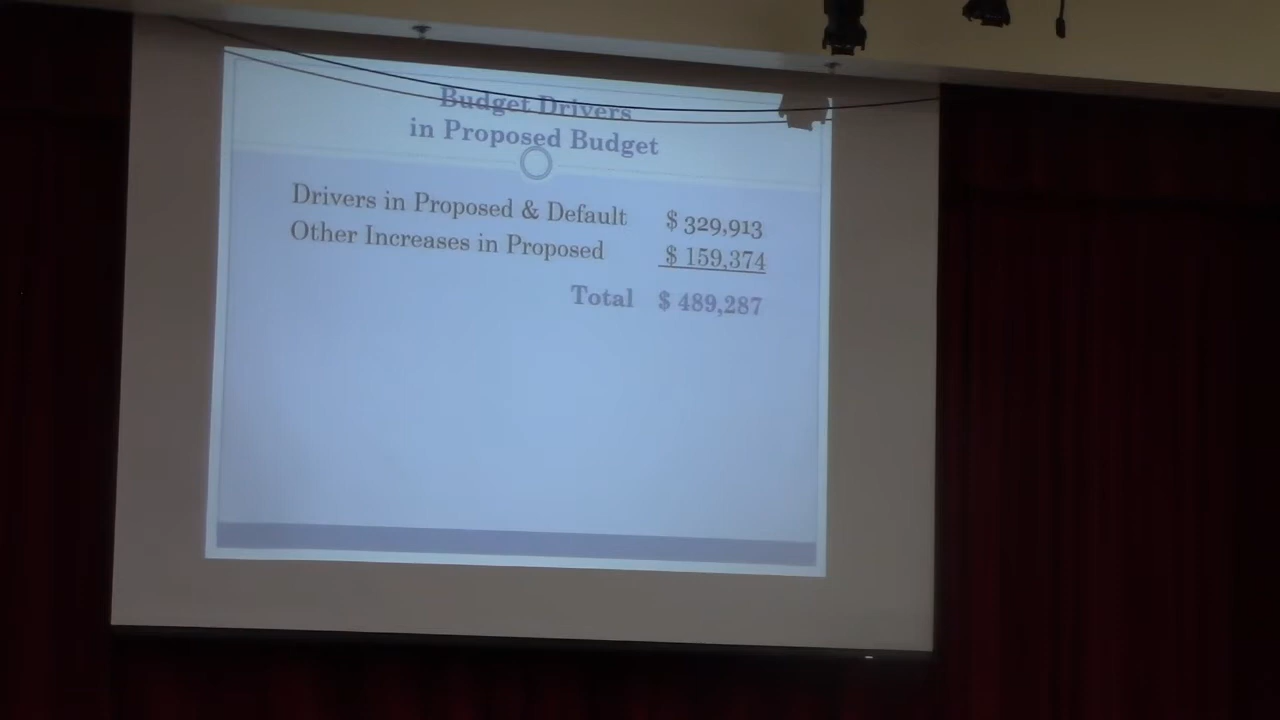 Budget Drivers
in Proposed Budget
Drivers in Proposed & Default $ 329,913
Other Increases in Proposed $ 159,374
Total $ 489,287